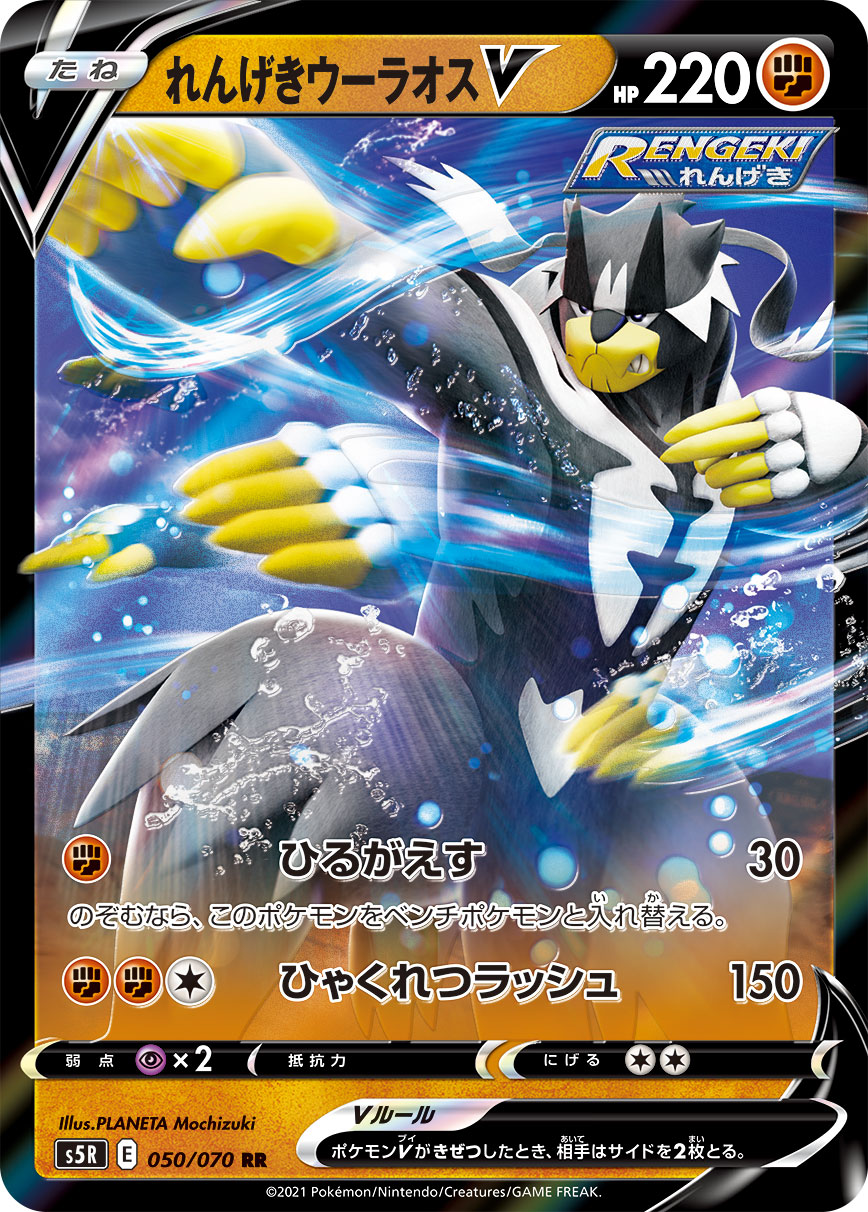 たね
れんげきウーラオスV
HP 220
RENGEKI
れんげき
ひるがえす 30
のぞむなら、このポケモンをベンチポケモンと入れ替える。
ひゃくれつラッシュ 150
弱点 ×2 抵抗力 にげる
Illus.PLANETA Mochizuki
Vルール
ポケモンVがきぜつしたとき、相手はサイドを2枚とる。
s5R E 050/070 RR
©2021 Pokémon/Nintendo/Creatures/GAME FREAK.